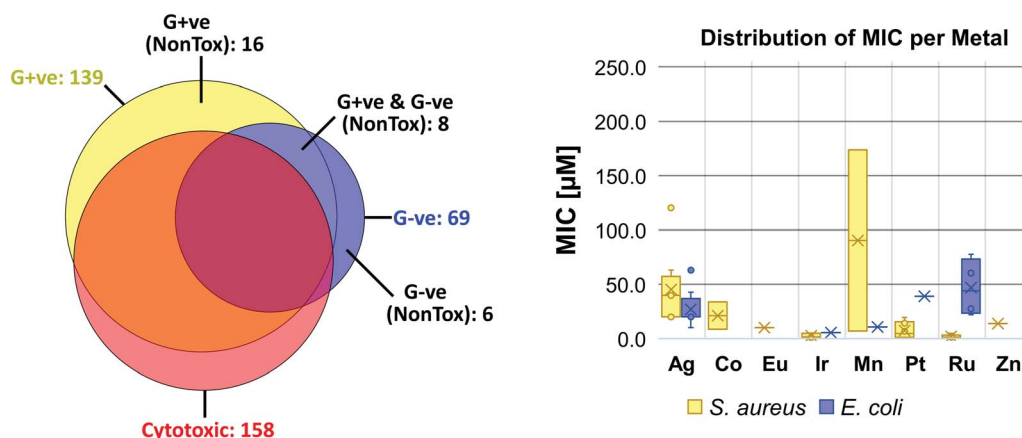 G+ve
(NonTox): 16
G+ve: 139
G+ve & G-ve
(NonTox): 8
G-ve: 69
G-ve
(NonTox): 6
Cytotoxic: 158
Distribution of MIC per Metal
MIC [µM]
250.0
200.0
150.0
100.0
50.0
0.0
Ag Co Eu Ir Mn Pt Ru Zn
S. aureus E. coli